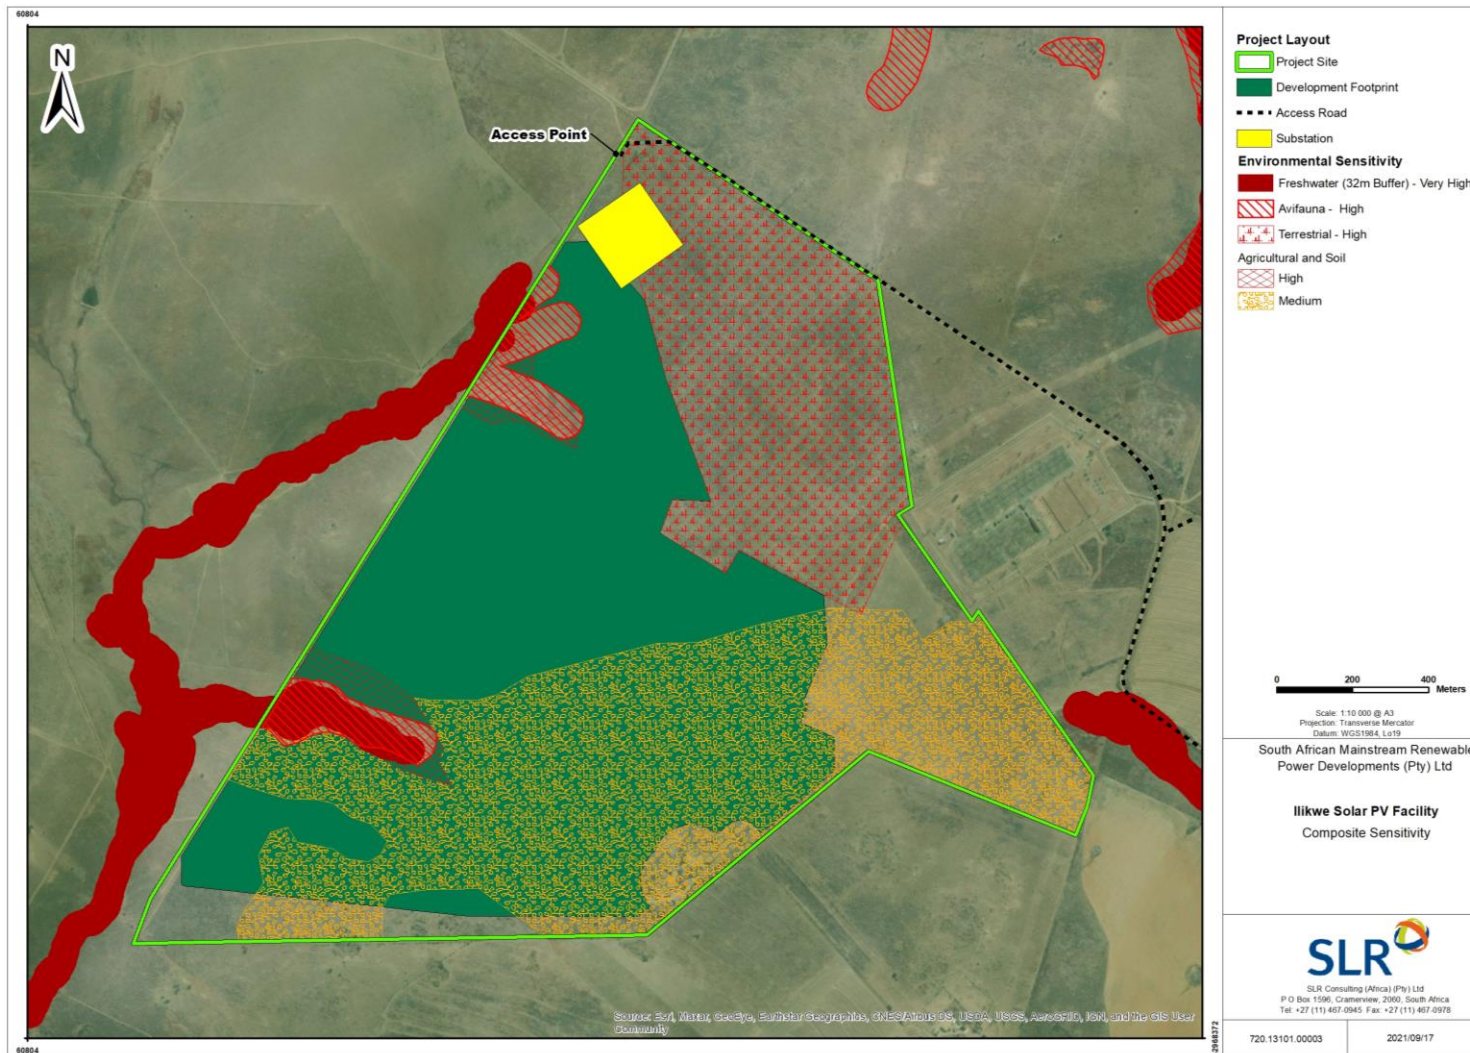 60804
N
Access Point
Source: Esri, Maxar, GeoEye, Earthstar Geographics, CNES/Airbus DS, USDA, USGS, AeroGRID, IGN, and the GIS User
Community
60804
2968372
Project Layout
Project Site
Development Footprint
Access Road
Substation
Environmental Sensitivity
Freshwater (32m Buffer) - Very High
Avifauna - High
Terrestrial - High
Agricultural and Soil
High
Medium
0 200 400
Meters
Scale: 1:10 000 @ A3
Projection: Transverse Mercator
Datum: WGS1984, Lo19
South African Mainstream Renewable
Power Developments (Pty) Ltd
Ilikwe Solar PV Facility
Composite Sensitivity
SLR
SLR Consulting (Africa) (Pty) Ltd
P O Box 1596, Cramerview, 2060, South Africa
Tel: +27 (11) 467-0945 Fax: +27 (11) 467-0978
720.13101.00003
2021/09/17